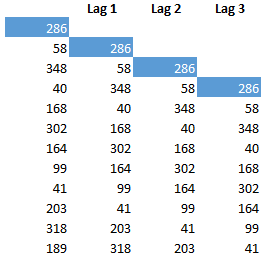 Lag 1 Lag 2 Lag 3
286
58 286
348 58 286
40 348 58 286
168 40 348 58
302 168 40 348
164 302 168 40
99 164 302 168
41 99 164 302
203 41 99 164
318 203 41 99
189 318 203 41